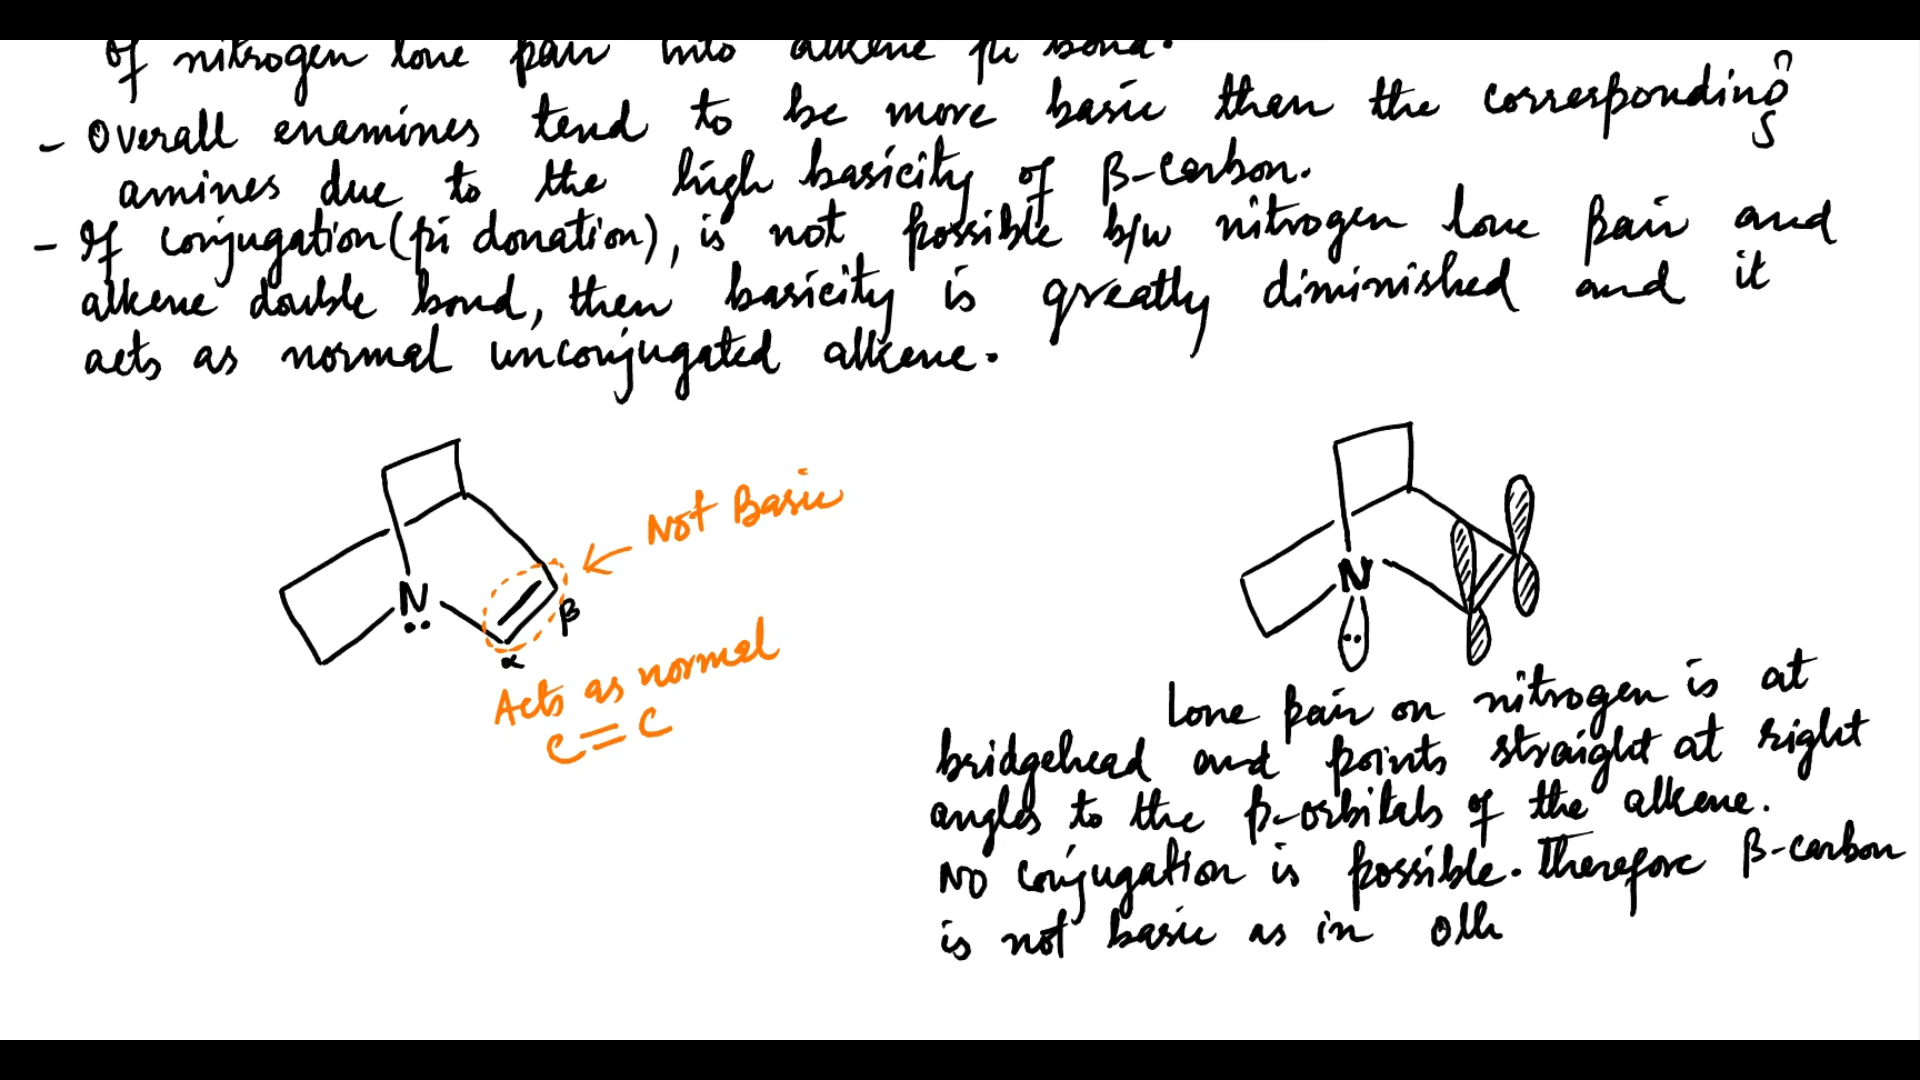 of nitrogen lone pair into alkene pi bond.
- Overall enamines tend to be more basic than the corresponding
amines due to the high basicity of β-carbon.
- If conjugation (pi donation), is not possible b/w nitrogen lone pair and
alkene double bond, then basicity is greatly diminished and it
acts as normal unconjugated alkene.
Not Basic
N
β
α
Acts as normal
C=C
N
Lone pair on nitrogen is at
bridgehead and points straight at right
angles to the p-orbitals of the alkene.
No conjugation is possible. Therefore β-carbon
is not basic as in oth